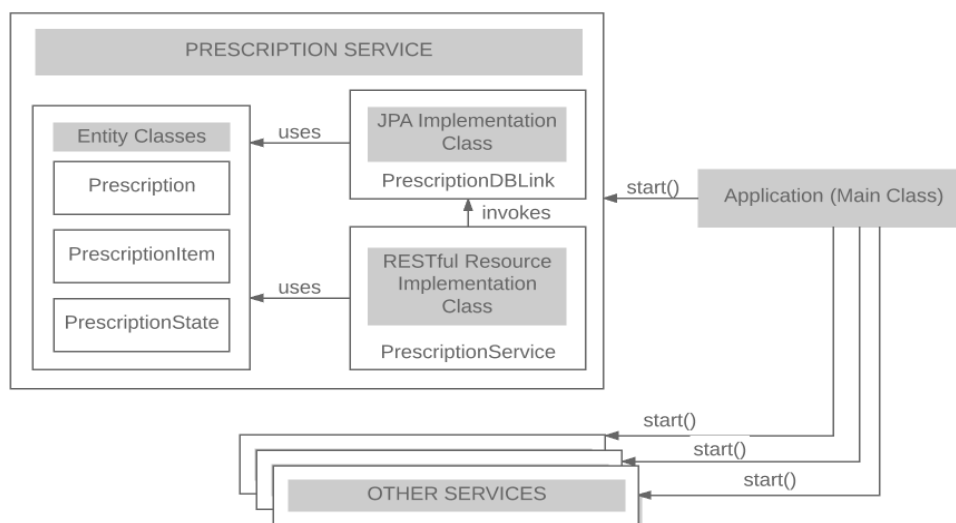 PRESCRIPTION SERVICE
Entity Classes
Prescription
PrescriptionItem
PrescriptionState
uses
uses
JPA Implementation
Class
PrescriptionDBLink
invokes
RESTful Resource
Implementation
Class
PrescriptionService
start()
Application (Main Class)
start()
start()
start()
OTHER SERVICES